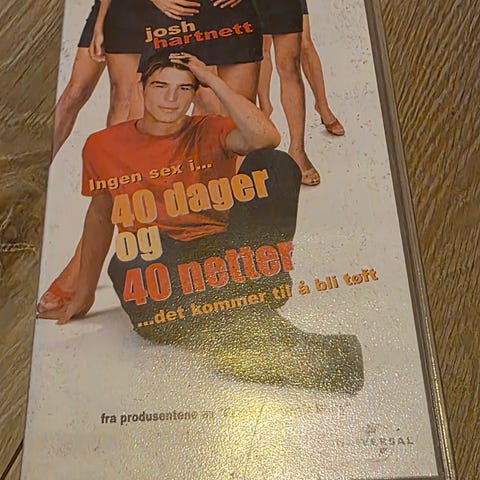 josh
hartnett
Ingen sex i...
40 dager
og
40 netter
...det kommer til å bli tøft
fra produsentene av
UNIVERSAL